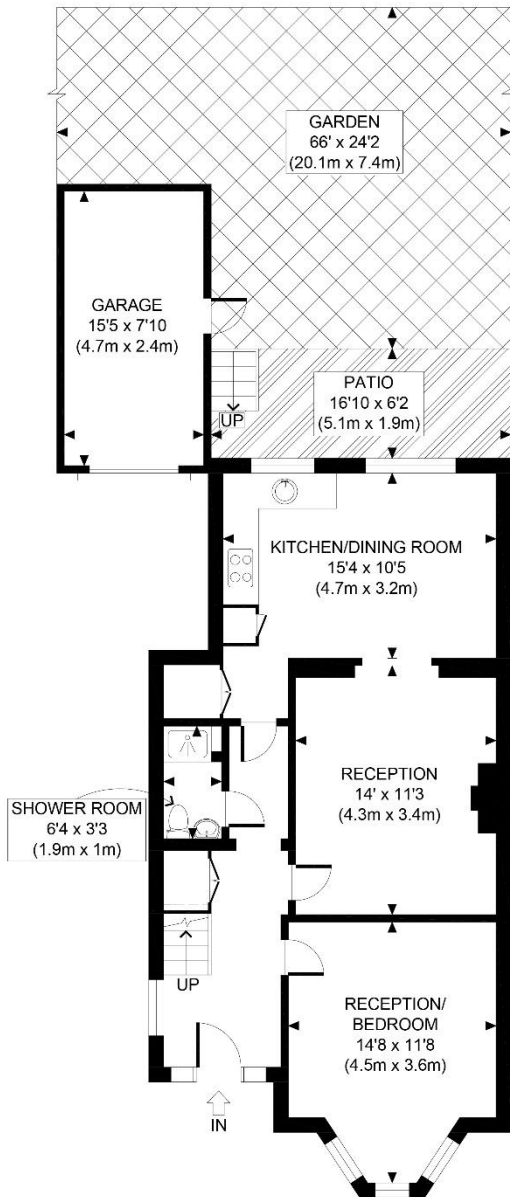 GARDEN
66' x 24'2
(20.1m x 7.4m)
GARAGE
15'5 x 7'10
(4.7m x 2.4m)
PATIO
16'10 x 6'2
(5.1m x 1.9m)
UP
KITCHEN/DINING ROOM
15'4 x 10'5
(4.7m x 3.2m)
RECEPTION
14' x 11'3
(4.3m x 3.4m)
SHOWER ROOM
6'4 x 3'3
(1.9m x 1m)
UP
RECEPTION/
BEDROOM
14'8 x 11'8
(4.5m x 3.6m)
IN